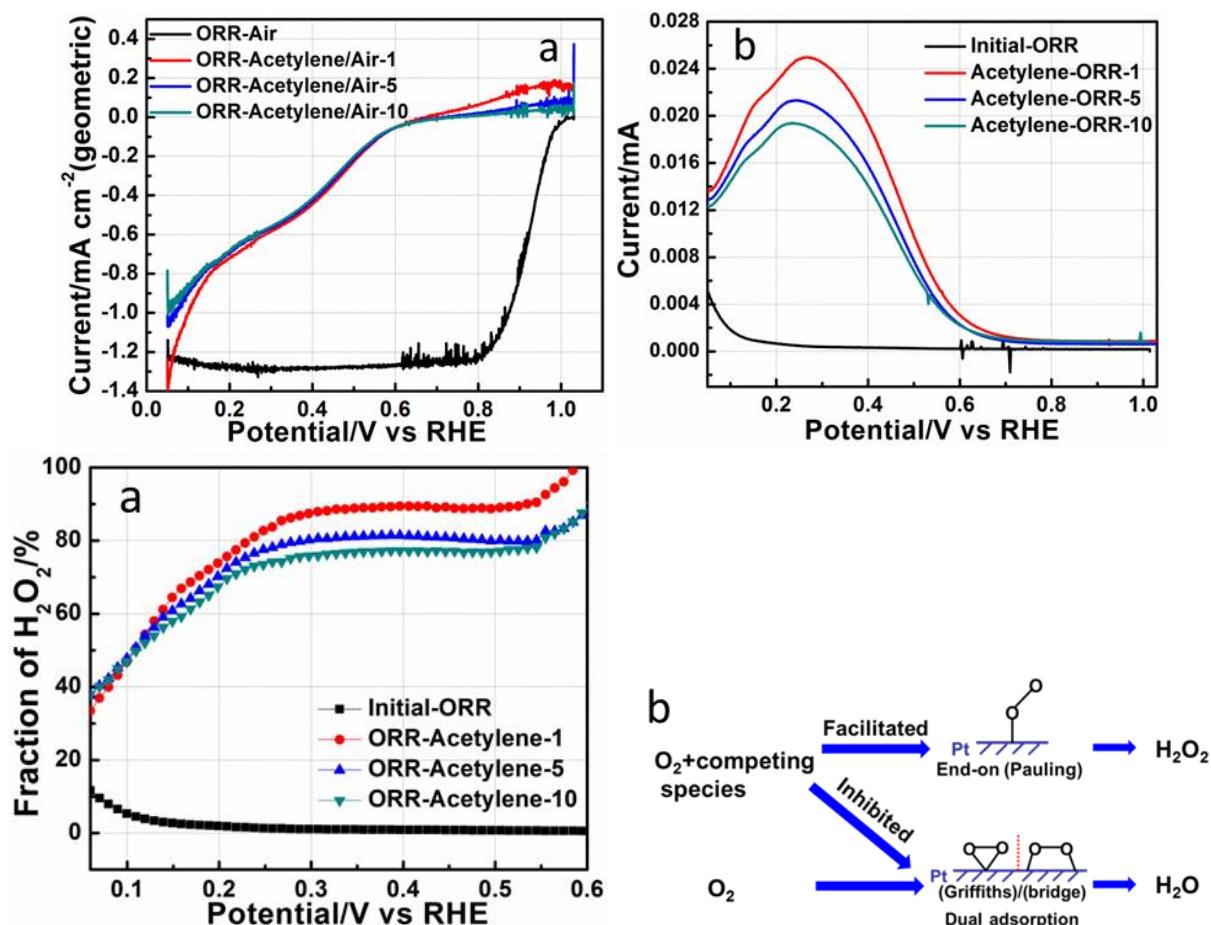 a
ORR-Air
ORR-Acetylene/Air-1
ORR-Acetylene/Air-5
ORR-Acetylene/Air-10
Current/mA cm⁻²(geometric)
0.4
0.2
0.0
-0.2
-0.4
-0.6
-0.8
-1.0
-1.2
-1.4
0.0 0.2 0.4 0.6 0.8 1.0
Potential/V vs RHE
b
Initial-ORR
Acetylene-ORR-1
Acetylene-ORR-5
Acetylene-ORR-10
Current/mA
0.028
0.024
0.020
0.016
0.012
0.008
0.004
0.000
0.2 0.4 0.6 0.8 1.0
Potential/V vs RHE
a
Fraction of H₂O₂/%
100
80
60
40
20
0
Initial-ORR
ORR-Acetylene-1
ORR-Acetylene-5
ORR-Acetylene-10
0.1 0.2 0.3 0.4 0.5 0.6
Potential/V vs RHE
b
O₂+competing
species
Facilitated
Inhibited
O
O
Pt
End-on (Pauling)
H₂O₂
O₂
O O O O
Pt
(Griffiths)/(bridge)
Dual adsorption
H₂O